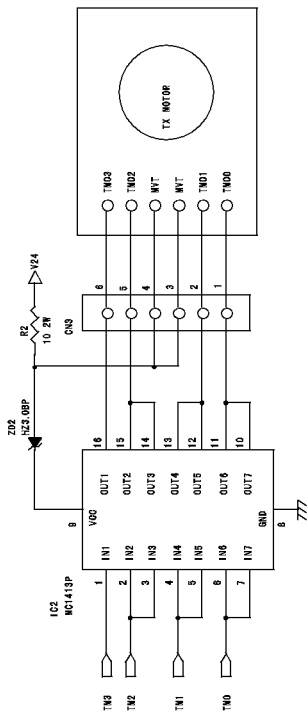 TX MOTOR
TMO3
TMO2
MVT
MVT
TMO1
TMO0
6
5
4
3
2
1
CN3
V24
R2
10 2W
ZD2
HZ3.0BP
16
15
14
13
12
11
10
OUT1
OUT2
OUT3
OUT4
OUT5
OUT6
OUT7
9
VCC
GND
8
IN1
IN2
IN3
IN4
IN5
IN6
IN7
1
2
3
4
5
6
7
IC2
MC1413P
TM3
TM2
TM1
TM0